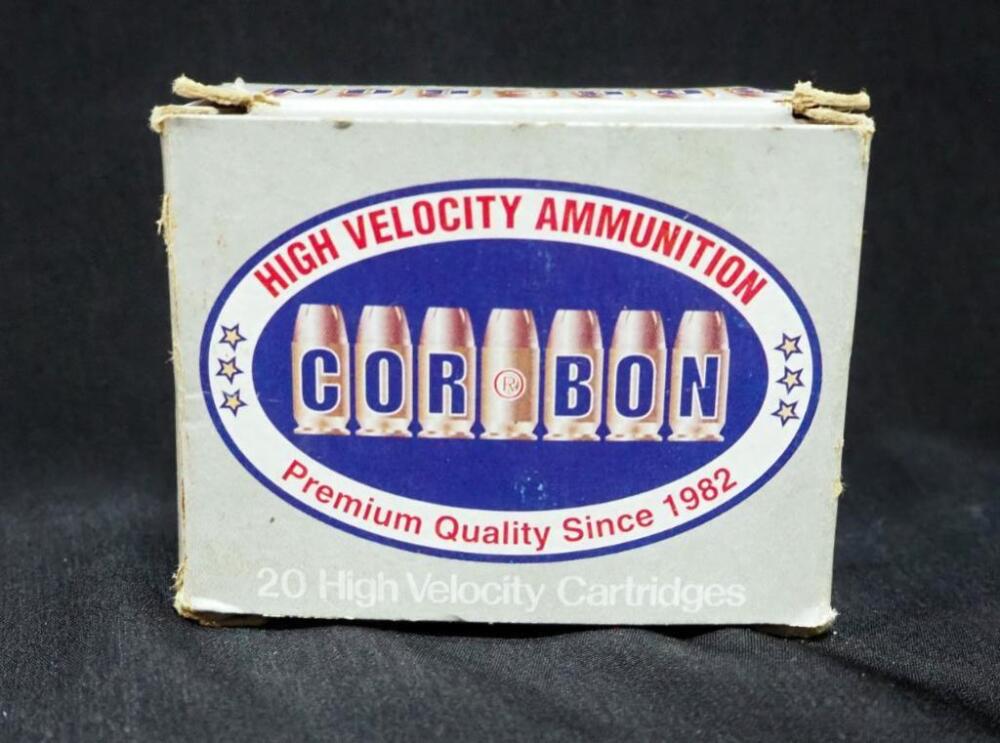 HIGH VELOCITY AMMUNITION
COR®BON
Premium Quality Since 1982
20 High Velocity Cartridges